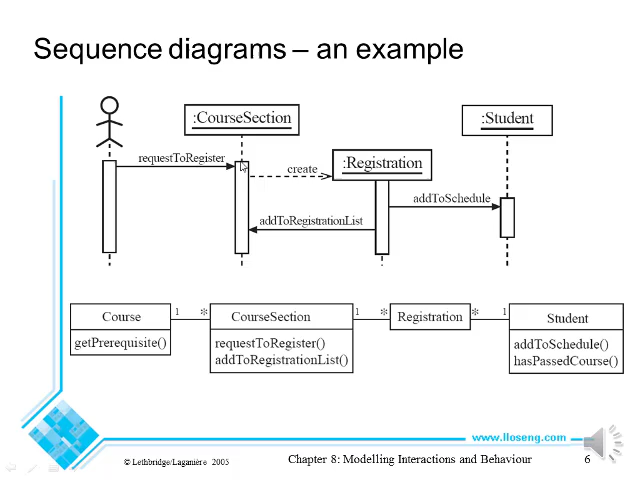 Sequence diagrams – an example
:CourseSection
:Student
requestToRegister
create
:Registration
addToSchedule
addToRegistrationList
Course
1
*
CourseSection
1
*
Registration
*
1
Student
getPrerequisite()
requestToRegister()
addToRegistrationList()
addToSchedule()
hasPassedCourse()
www.lloseng.com
© Lethbridge/Laganière 2005
Chapter 8: Modelling Interactions and Behaviour
6